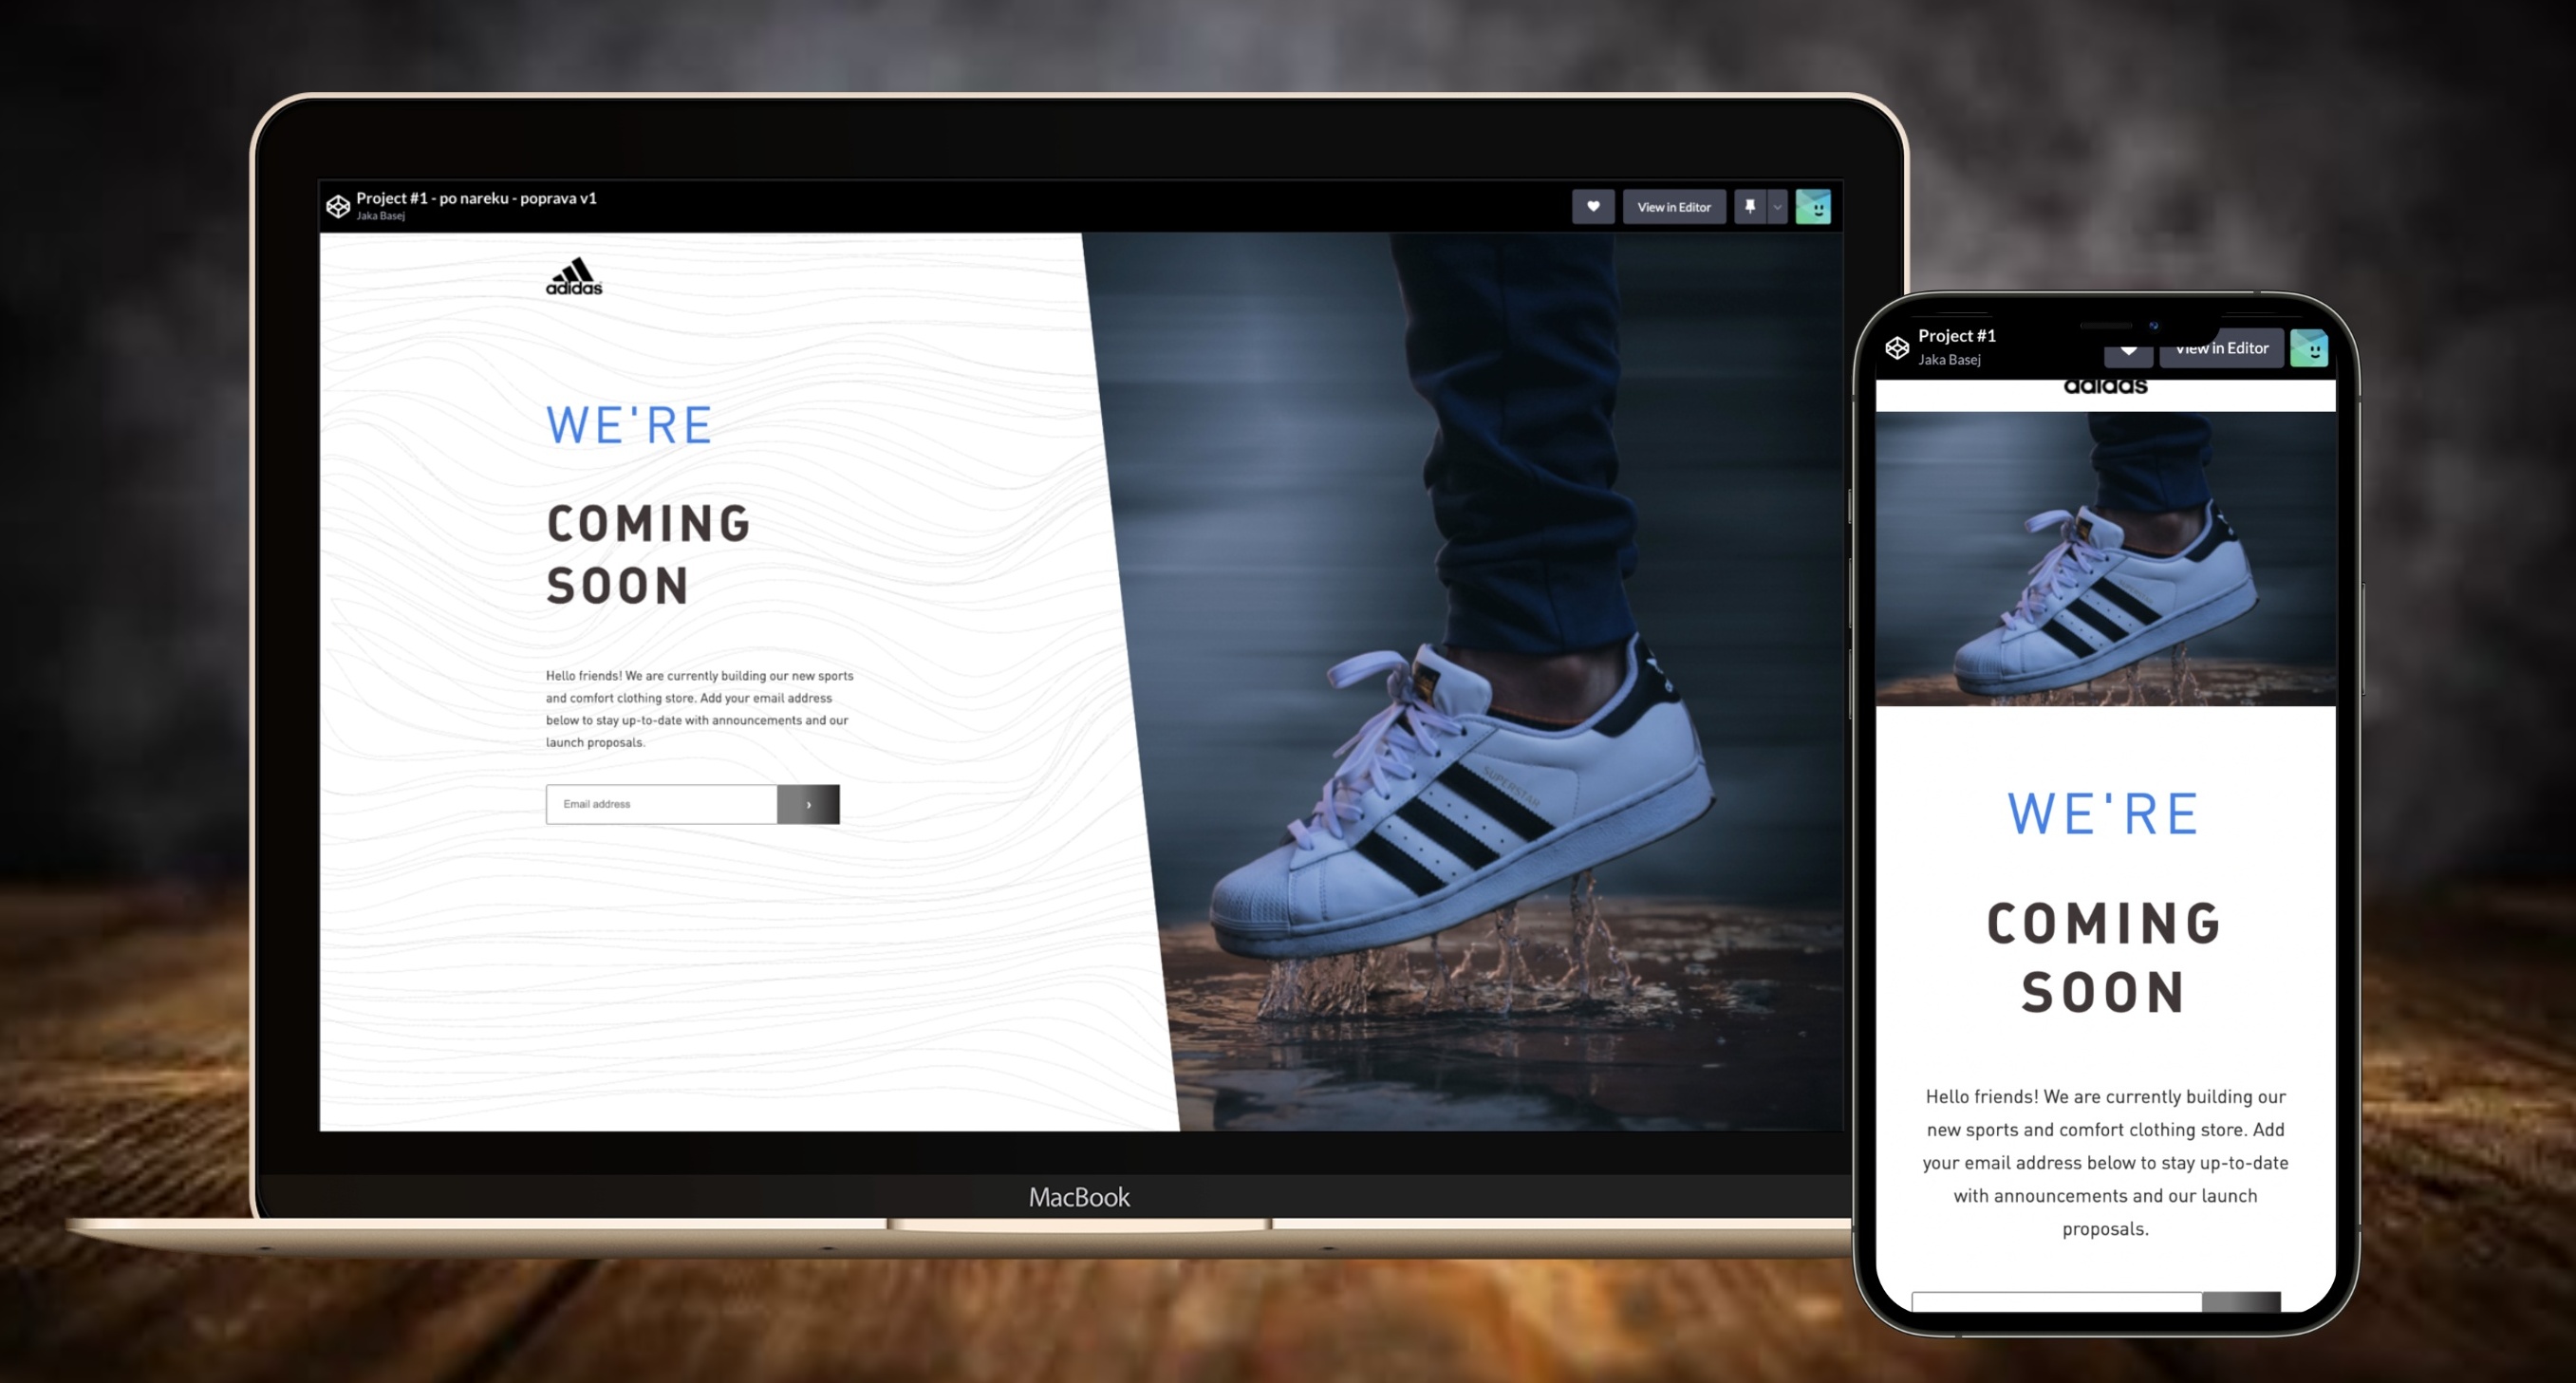 Project #1 - po nareku - poprava v1
Jaka Basej
View in Editor
adidas
WE'RE
COMING
SOON
Hello friends! We are currently building our new sports
and comfort clothing store. Add your email address
below to stay up-to-date with announcements and our
launch proposals.
Email address
SUPERSTAR
MacBook
Project #1
Jaka Basej
View in Editor
adidas
WE'RE
COMING
SOON
Hello friends! We are currently building our
new sports and comfort clothing store. Add
your email address below to stay up-to-date
with announcements and our launch
proposals.